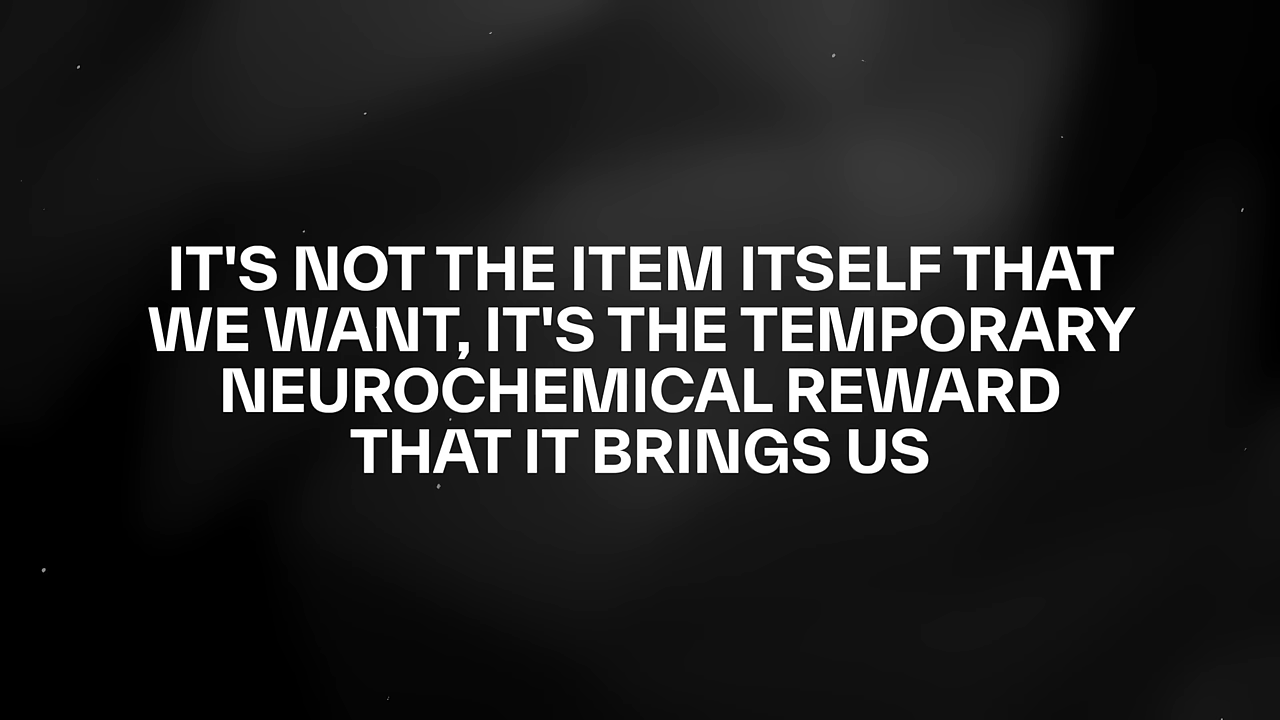 IT'S NOT THE ITEM ITSELF THAT
WE WANT, IT'S THE TEMPORARY
NEUROCHEMICAL REWARD
THAT IT BRINGS US